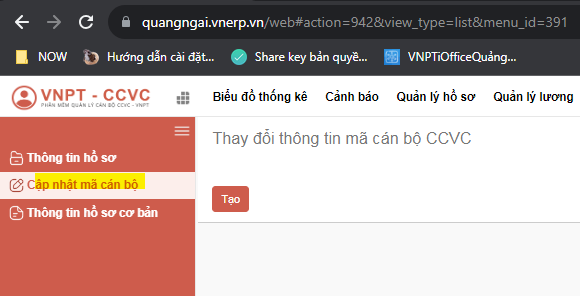 quangngai.vnerp.vn/web#action=942&view_type=list&menu_id=391
NOW Hướng dẫn cài đặt... Share key bản quyề... VNPTiOfficeQuảng...
VNPT - CCVC Biểu đồ thống kê Cảnh báo Quản lý hồ sơ Quản lý lương
PHẦN MỀM QUẢN LÝ CÁN BỘ CCVC - VNPT
Thay đổi thông tin mã cán bộ CCVC
Thông tin hồ sơ
Cập nhật mã cán bộ
Tạo
Thông tin hồ sơ cơ bản